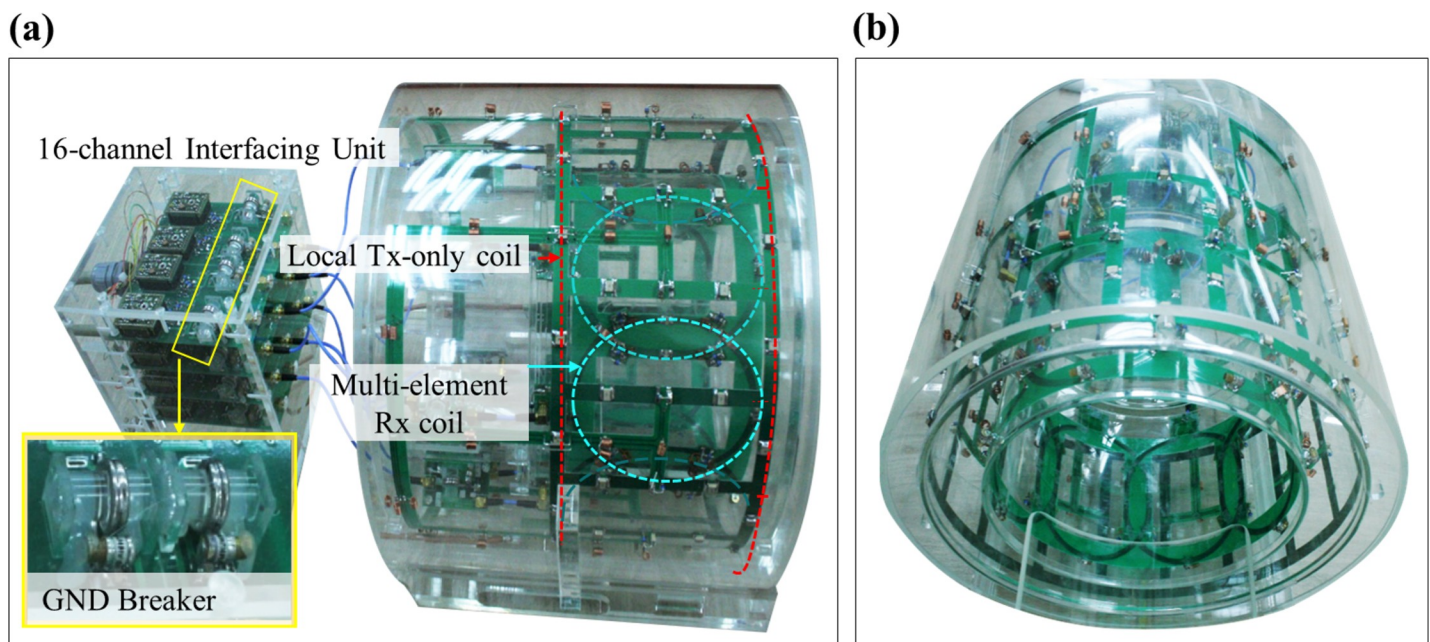 (a)
(b)
16-channel Interfacing Unit
Local Tx-only coil
Multi-element
Rx coil
GND Breaker